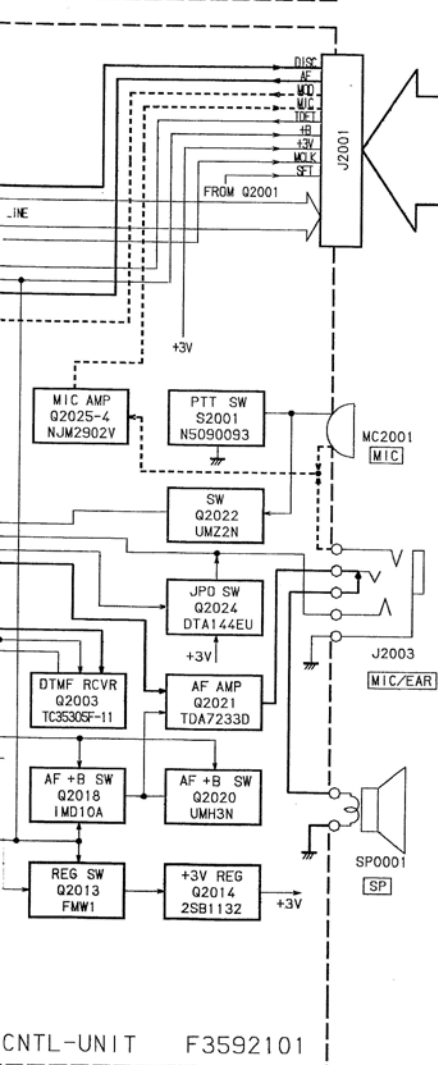 DISC
AF
MOD
MIC
TDET
+B
+3V
MCLK
SFT
FROM Q2001
J2001
LINE
+3V
MIC AMP
Q2025-4
NJM2902V
PTT SW
S2001
N5090093
MC2001
MIC
SW
Q2022
UMZ2N
JPD SW
Q2024
DTA144EU
+3V
J2003
MIC/EAR
DTMF RCVR
Q2003
TC35305F-11
AF AMP
Q2021
TDA7233D
AF +B SW
Q2018
IMD10A
AF +B SW
Q2020
UMH3N
SP0001
SP
REG SW
Q2013
FMW1
+3V REG
Q2014
2SB1132
+3V
CNTL-UNIT F3592101